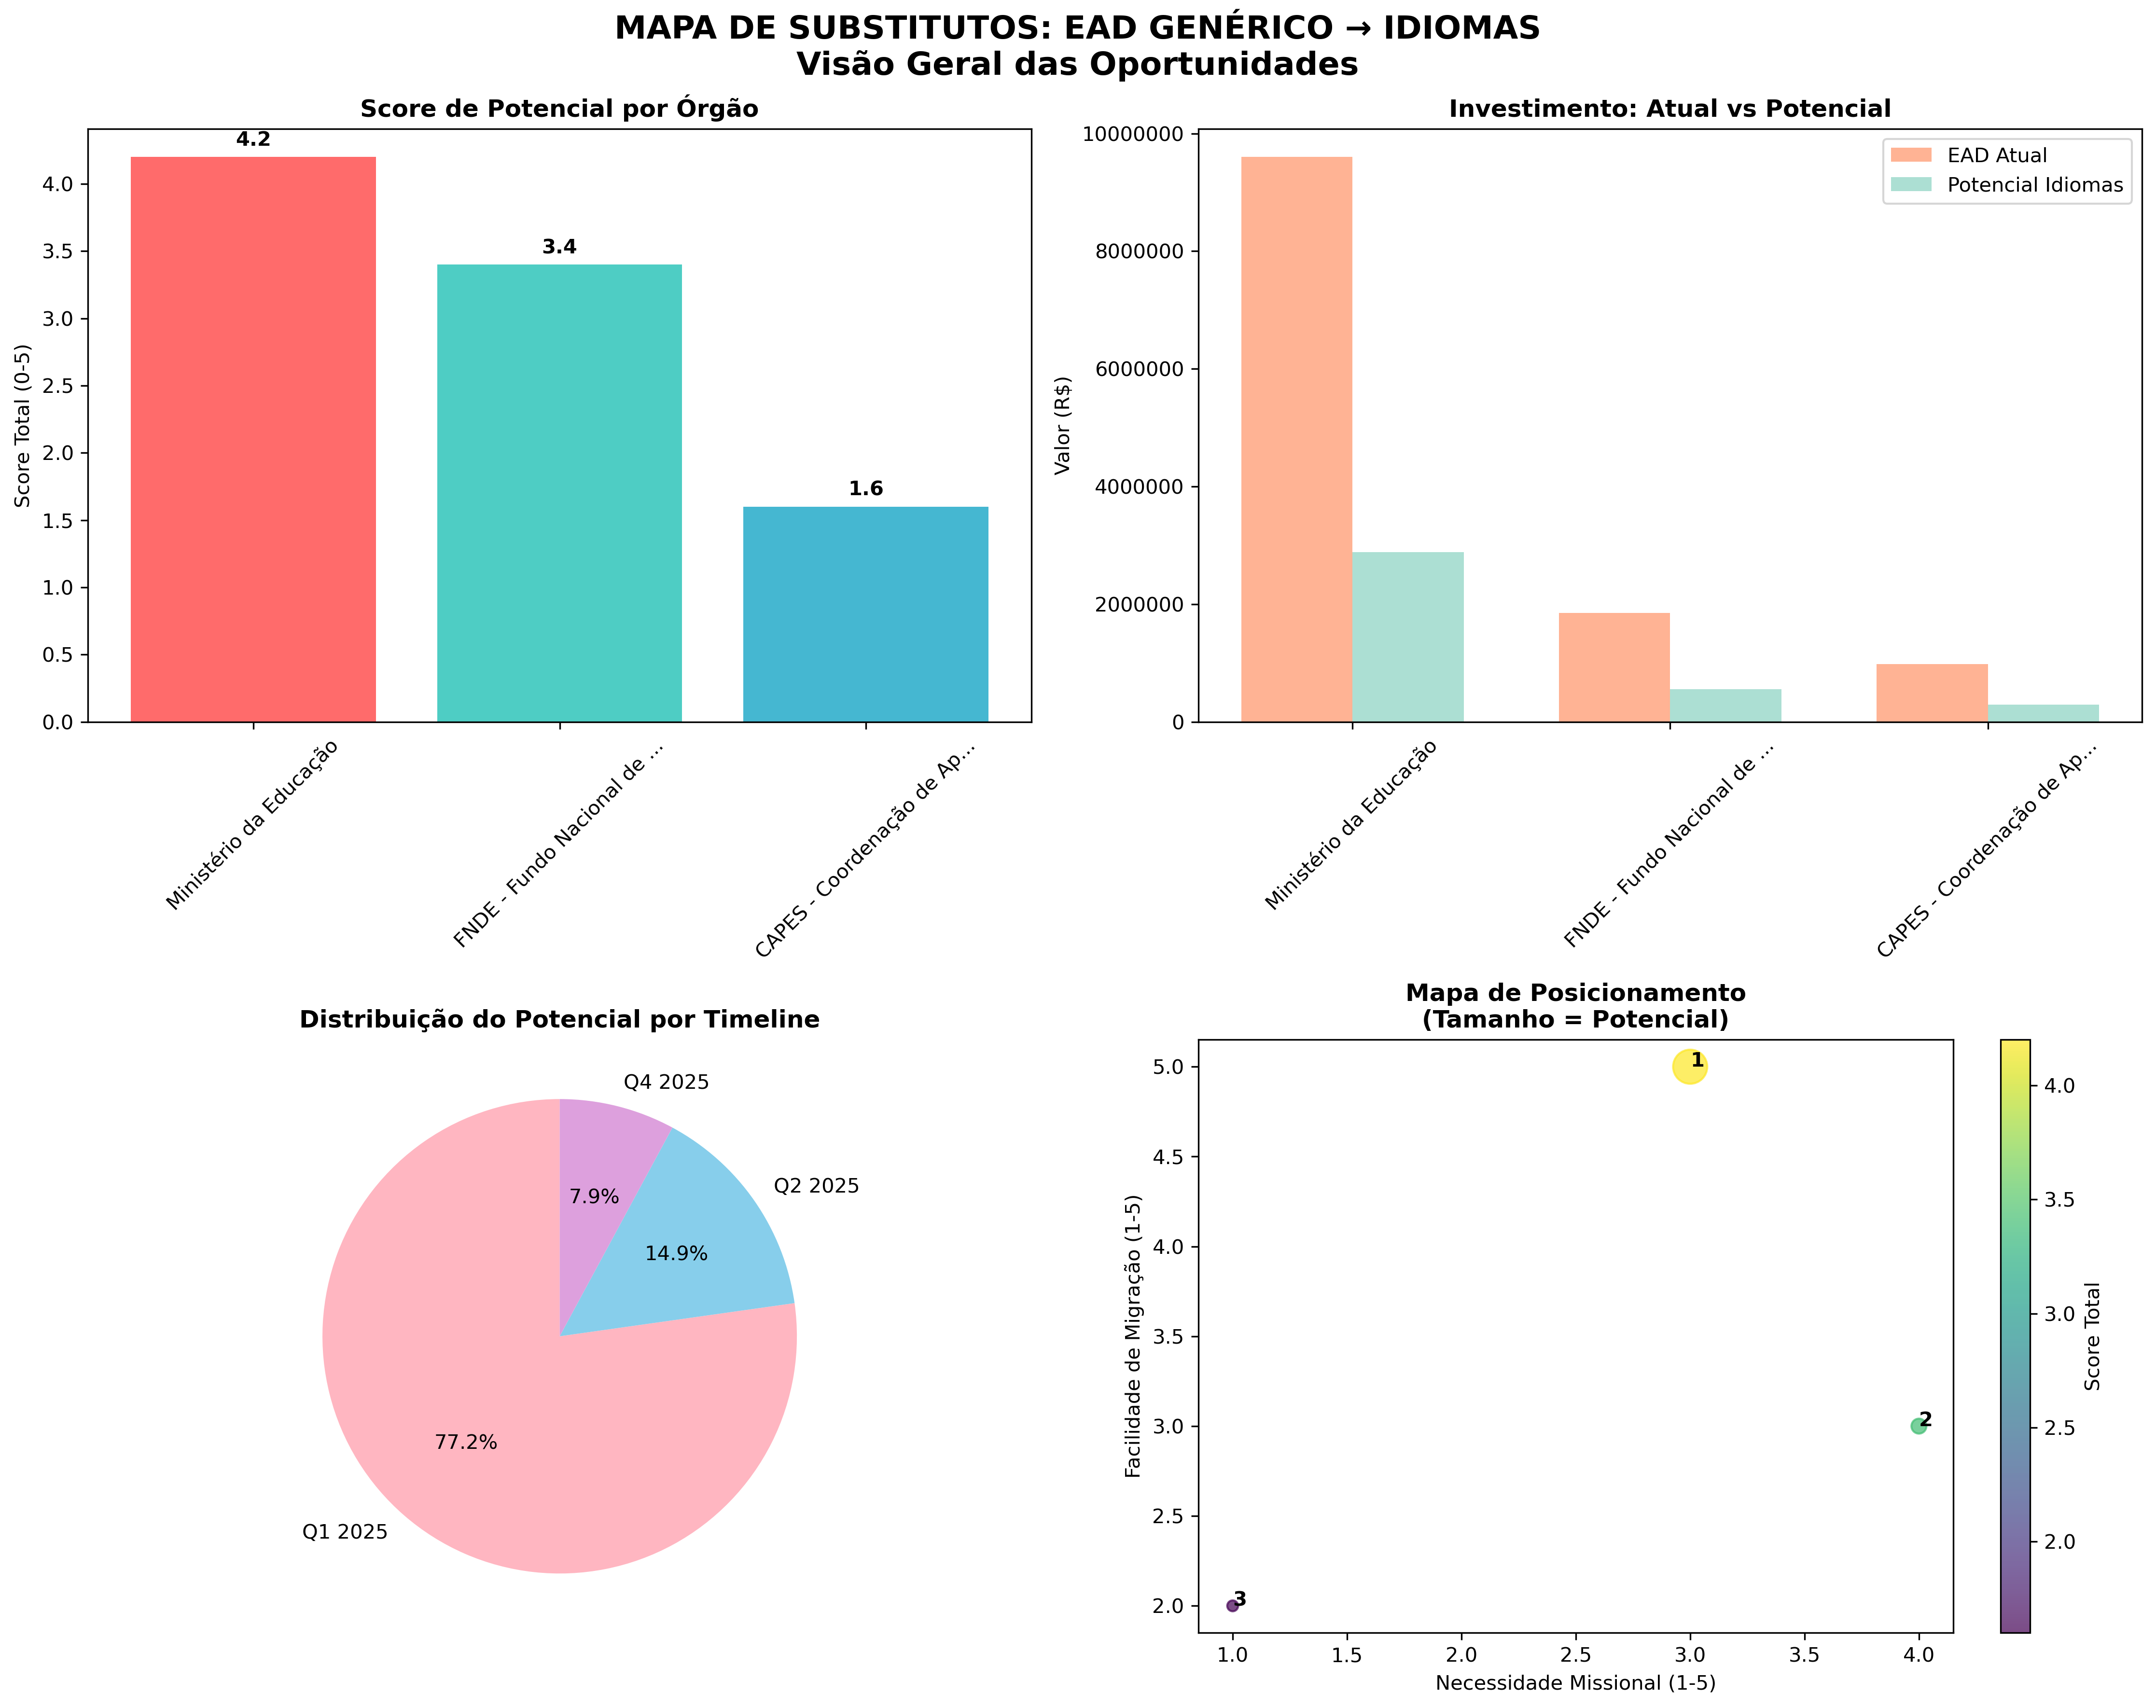 MAPA DE SUBSTITUTOS: EAD GENÉRICO → IDIOMAS
Visão Geral das Oportunidades
Score de Potencial por Órgão
Score Total (0-5)
4.0
3.5
3.0
2.5
2.0
1.5
1.0
0.5
0.0
4.2
3.4
1.6
Ministério da Educação
FNDE - Fundo Nacional de ...
CAPES - Coordenação de Ap...
Investimento: Atual vs Potencial
Valor (R$)
10000000
8000000
6000000
4000000
2000000
0
EAD Atual
Potencial Idiomas
Ministério da Educação
FNDE - Fundo Nacional de ...
CAPES - Coordenação de Ap...
Distribuição do Potencial por Timeline
Q4 2025
Q2 2025
7.9%
14.9%
77.2%
Q1 2025
Mapa de Posicionamento
(Tamanho = Potencial)
Facilidade de Migração (1-5)
5.0
4.5
4.0
3.5
3.0
2.5
2.0
1
2
3
1.0 1.5 2.0 2.5 3.0 3.5 4.0
Necessidade Missional (1-5)
4.0
3.5
3.0
2.5
2.0
Score Total